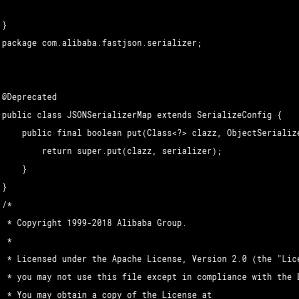 }
package com.alibaba.fastjson.serializer;
@Deprecated
public class JSONSerializerMap extends SerializeConfig {
public final boolean put(Class<?> clazz, ObjectSerialize
return super.put(clazz, serializer);
}
}
/*
* Copyright 1999-2018 Alibaba Group.
*
* Licensed under the Apache License, Version 2.0 (the "Lice
* you may not use this file except in compliance with the L
* You may obtain a copy of the License at